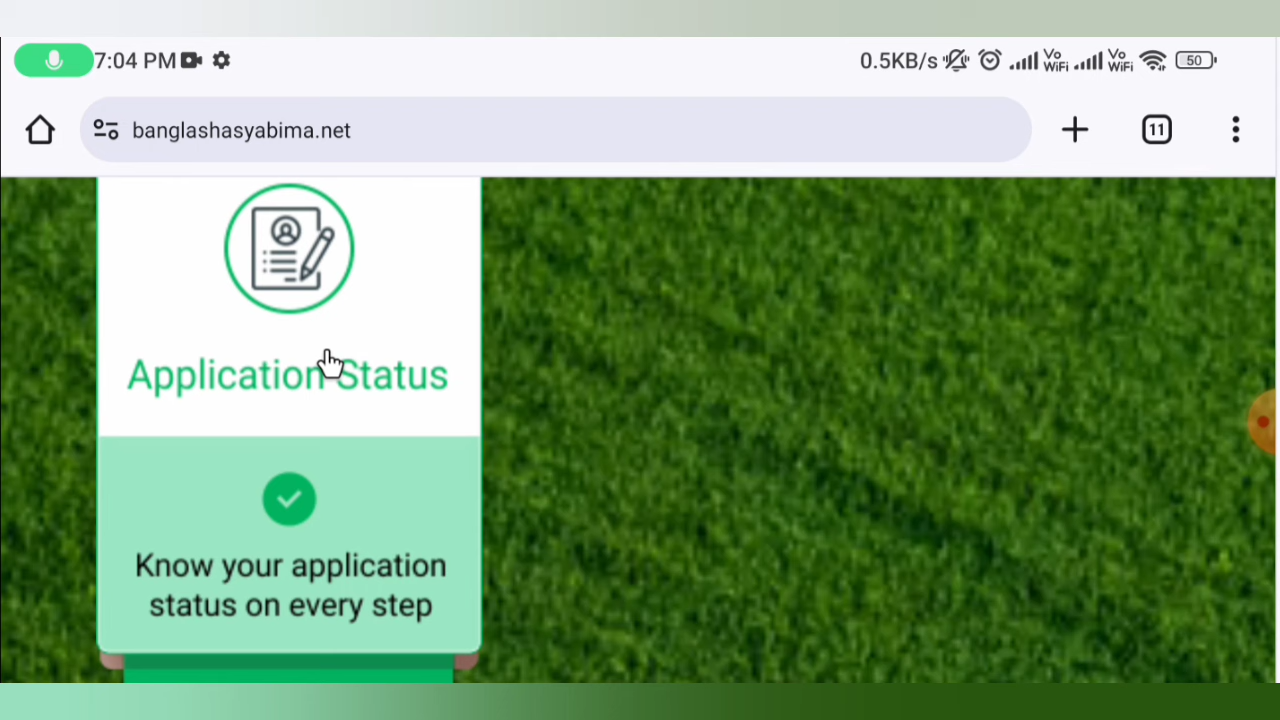 7:04 PM
0.5KB/s
Vo
WiFi
Vo
WiFi
50
banglashasyabima.net
11
Application Status
Know your application
status on every step